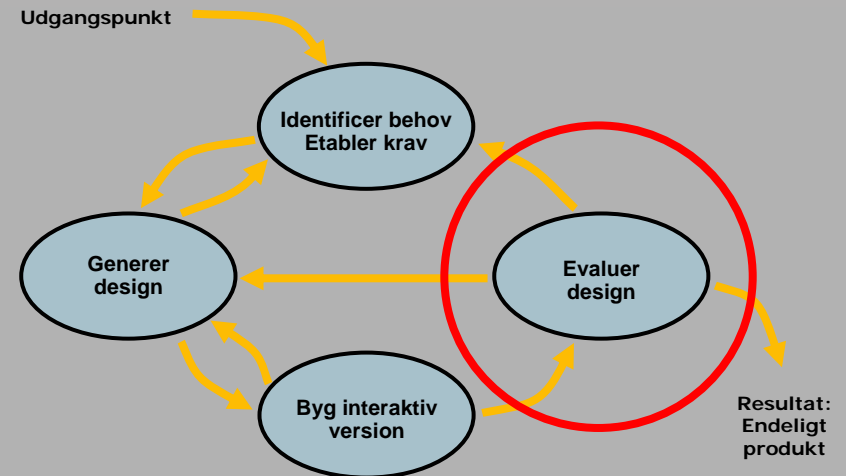 Udgangspunkt
Identificer behov
Etabler krav
Generer
design
Evaluer
design
Byg interaktiv
version
Resultat:
Endeligt
produkt